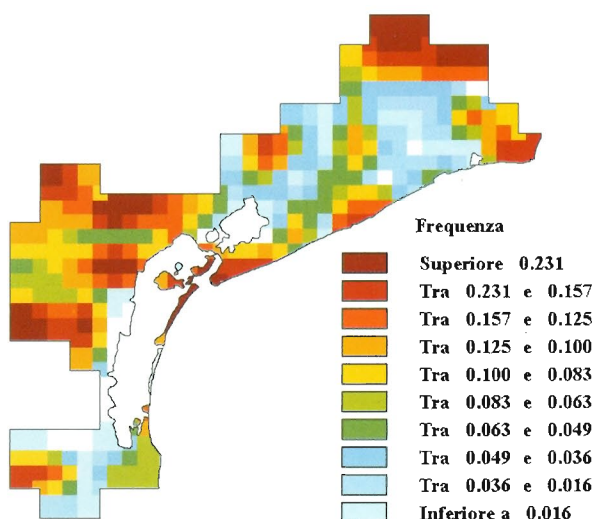 Frequenza
Superiore 0.231
Tra 0.231 e 0.157
Tra 0.157 e 0.125
Tra 0.125 e 0.100
Tra 0.100 e 0.083
Tra 0.083 e 0.063
Tra 0.063 e 0.049
Tra 0.049 e 0.036
Tra 0.036 e 0.016
Inferiore a 0.016